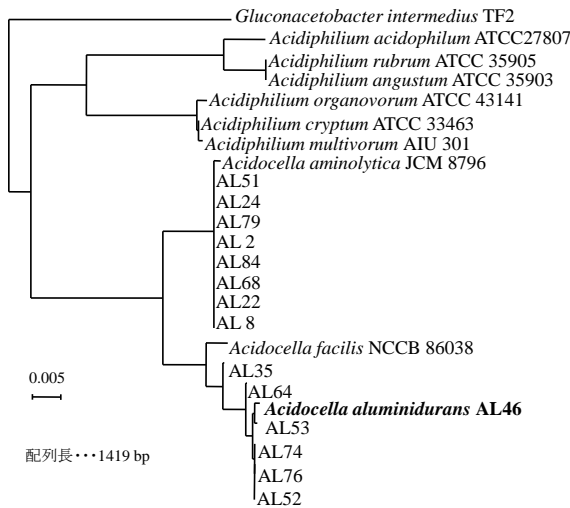 Gluconacetobacter intermedius TF2
Acidiphilium acidophilum ATCC27807
Acidiphilium rubrum ATCC 35905
Acidiphilium angustum ATCC 35903
Acidiphilium organovorum ATCC 43141
Acidiphilium cryptum ATCC 33463
Acidiphilium multivorum AIU 301
Acidocella aminolytica JCM 8796
AL51
AL24
AL79
AL 2
AL84
AL68
AL22
AL 8
Acidocella facilis NCCB 86038
AL35
0.005
AL64
Acidocella aluminidurans AL46
AL53
AL74
配列長･･･1419 bp
AL76
AL52